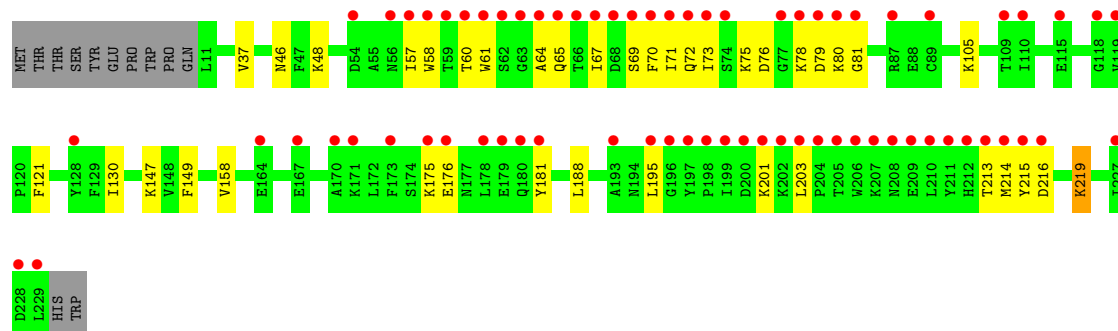 MET THR THR SER TYR GLU PRO TRP PRO GLN L11 V37 N46 F47 K48 D54 A55 N56 I57 W58 T59 T60 W61 S62 G63 A64 Q65 T66 I67 D68 S69 F70 I71 Q72 I73 S74 K75 D76 G77 K78 D79 K80 G81 R87 E88 C89 K105 T109 I110 E115 G118 V119
P120 F121 Y128 F129 I130 K147 V148 F149 V158 E164 E167 A170 K171 L172 F173 S174 K175 E176 N177 L178 E179 Q180 Y181 L188 A193 N194 L195 G196 Y197 P198 I199 D200 K201 K202 L203 P204 T205 W206 K207 N208 E209 L210 Y211 H212 T213 M214 Y215 D216 K219
D228 L229 HIS TRP